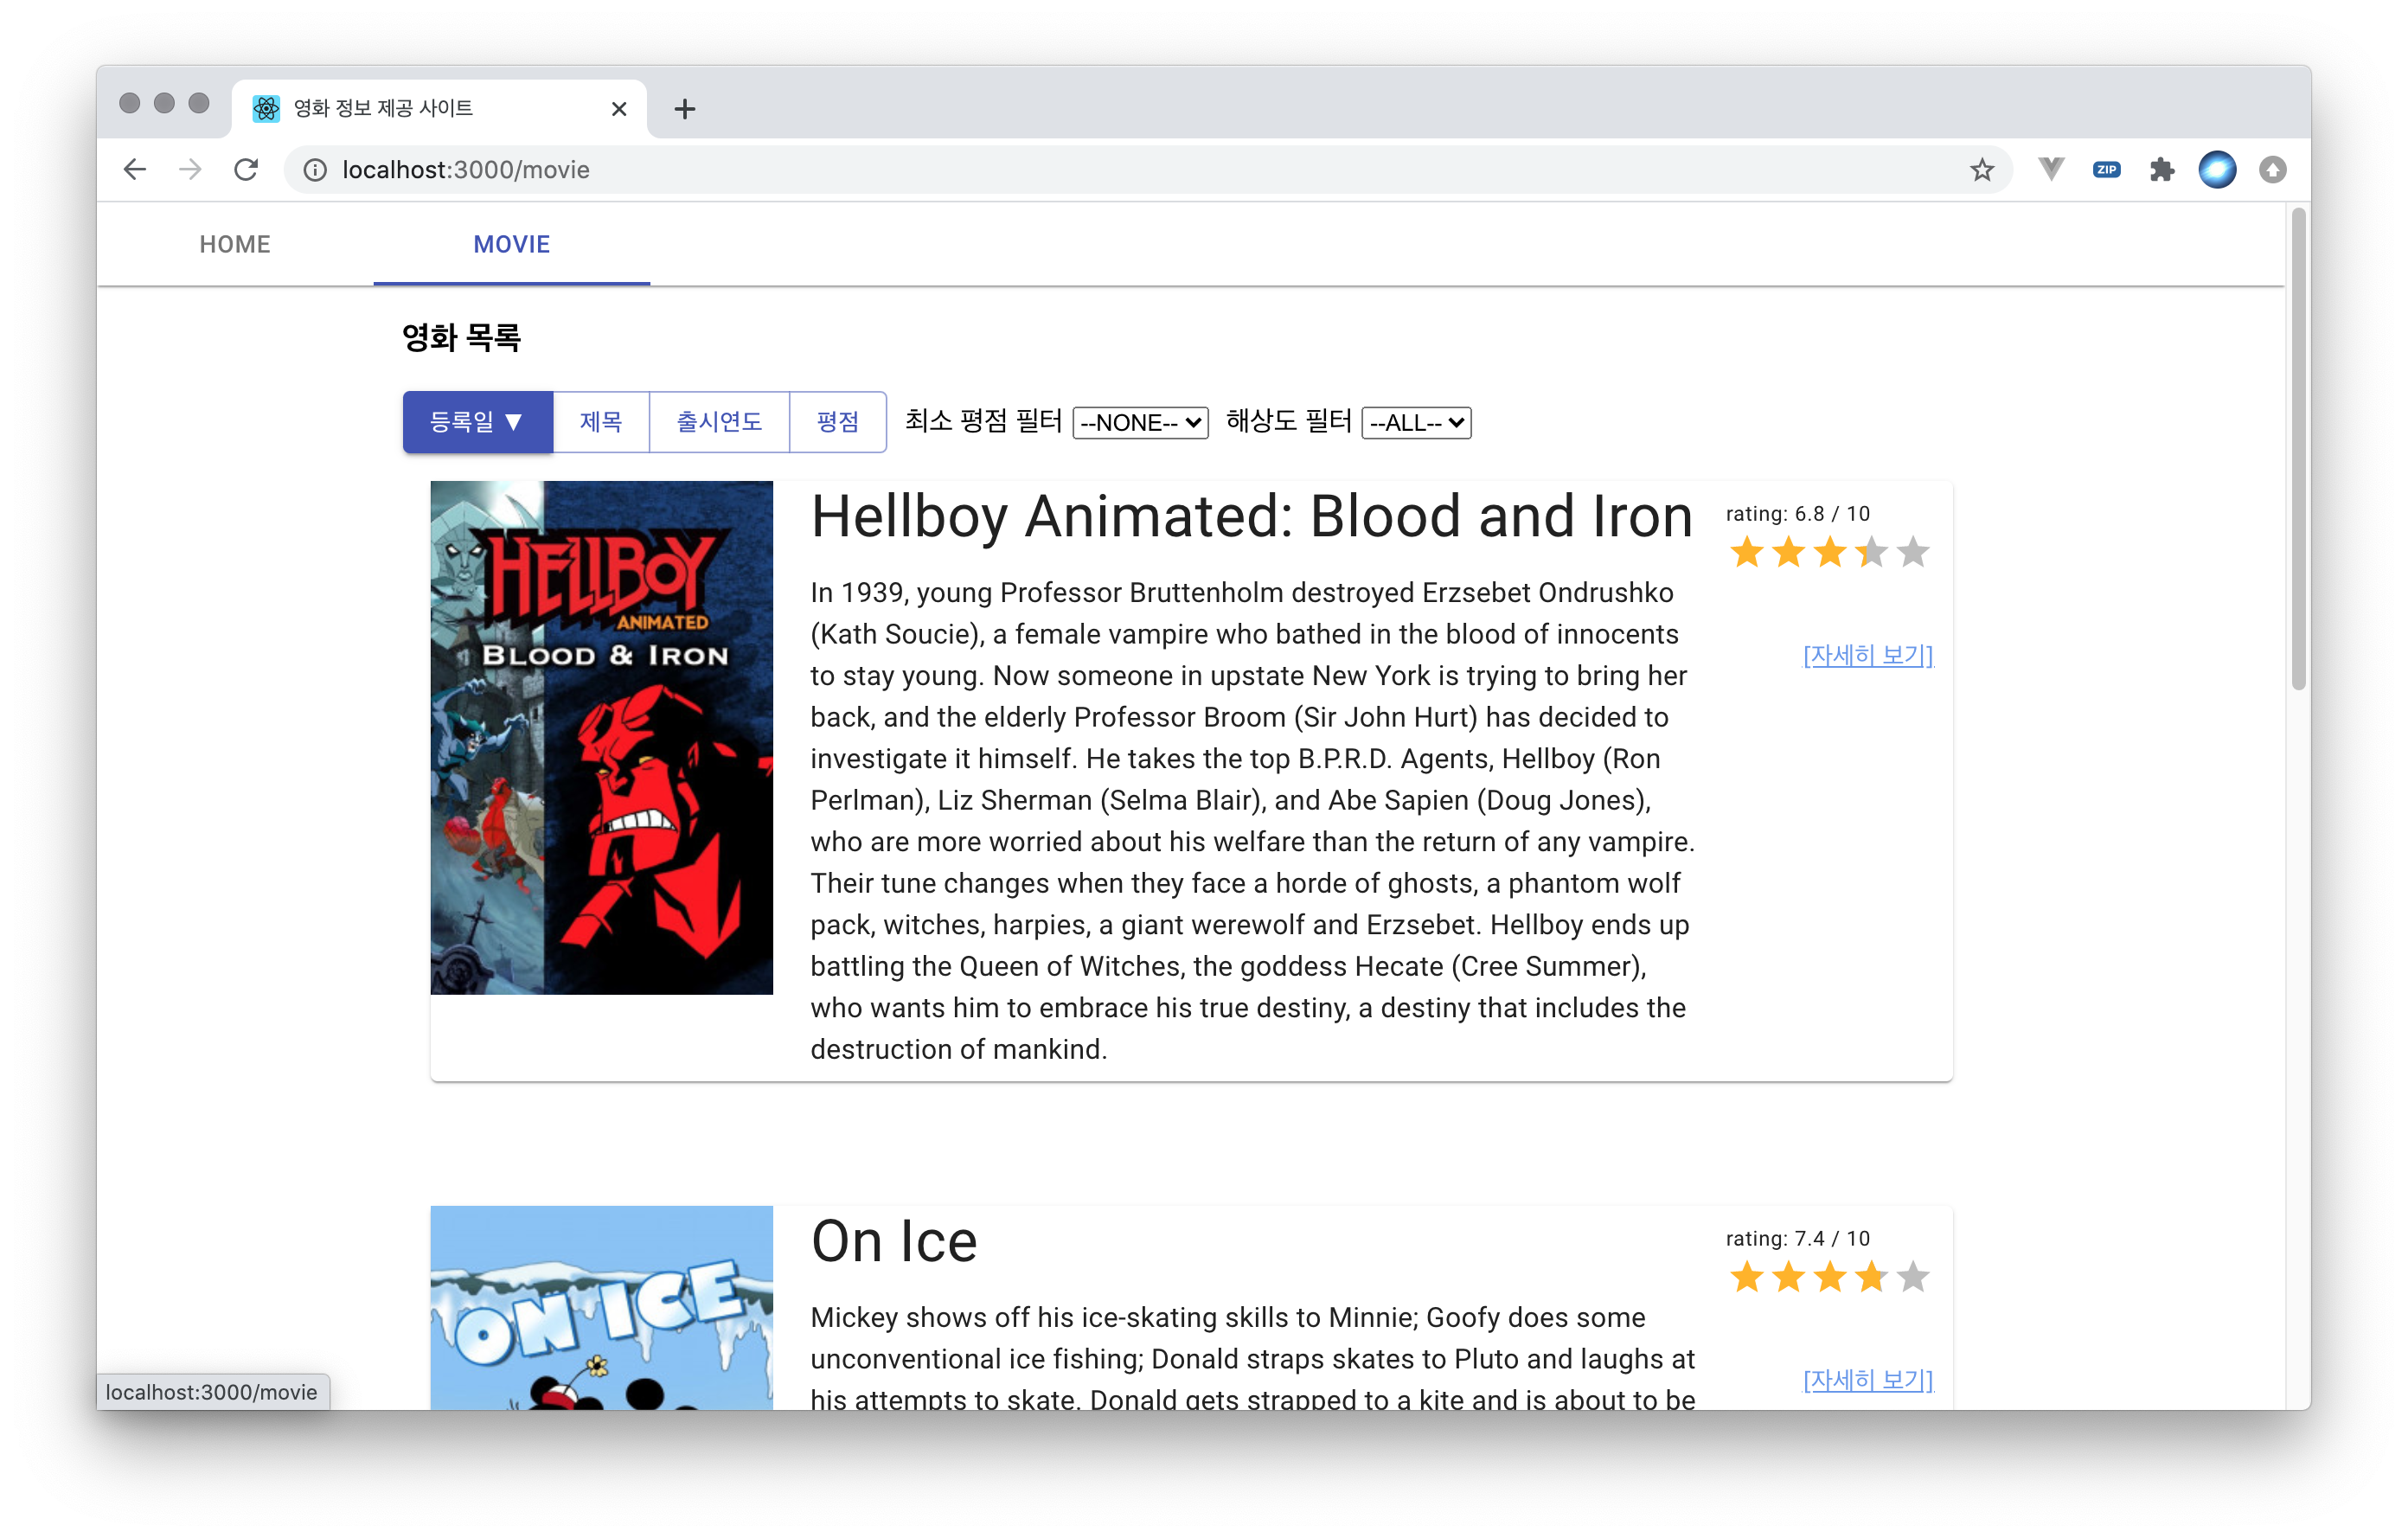 영화 정보 제공 사이트
localhost:3000/movie
ZIP
HOME MOVIE
영화 목록
등록일 ▼ 제목 출시연도 평점 최소 평점 필터 --NONE-- 해상도 필터 --ALL--
HELLBOY
ANIMATED
BLOOD & IRON
Hellboy Animated: Blood and Iron
In 1939, young Professor Bruttenholm destroyed Erzsebet Ondrushko
(Kath Soucie), a female vampire who bathed in the blood of innocents
to stay young. Now someone in upstate New York is trying to bring her
back, and the elderly Professor Broom (Sir John Hurt) has decided to
investigate it himself. He takes the top B.P.R.D. Agents, Hellboy (Ron
Perlman), Liz Sherman (Selma Blair), and Abe Sapien (Doug Jones),
who are more worried about his welfare than the return of any vampire.
Their tune changes when they face a horde of ghosts, a phantom wolf
pack, witches, harpies, a giant werewolf and Erzsebet. Hellboy ends up
battling the Queen of Witches, the goddess Hecate (Cree Summer),
who wants him to embrace his true destiny, a destiny that includes the
destruction of mankind.
rating: 6.8 / 10
[자세히 보기]
ON ICE
On Ice
Mickey shows off his ice-skating skills to Minnie; Goofy does some
unconventional ice fishing; Donald straps skates to Pluto and laughs at
his attempts to skate. Donald gets strapped to a kite and is about to be
rating: 7.4 / 10
[자세히 보기]
localhost:3000/movie